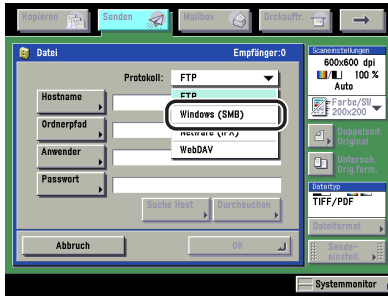 Kopieren
Senden
Mailbox
Druckauftr.
Datei
Empfänger:0
Protokoll:
FTP
FTP
Windows (SMB)
NetWare (IPX)
WebDAV
Hostname
Ordnerpfad
Anwender
Passwort
Suche Host
Durchsuchen
Abbruch
OK
Scaneinstellungen
600x600 dpi
100 %
Auto
Farbe/SW
200x200
Doppelseit.
Original
Untersch.
Orig.form.
Dateityp
TIFF/PDF
Dateiformat
Sende-
einstell.
Systemmonitor